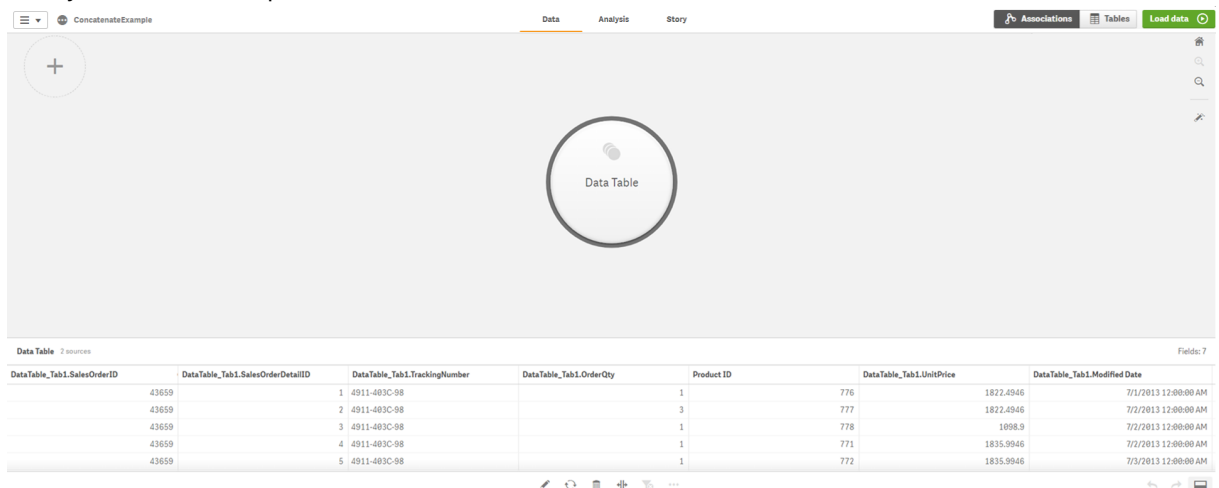 ConcatenateExample Data Analysis Story Associations Tables Load data
Data Table
Data Table 2 sources Fields: 7
DataTable_Tab1.SalesOrderID DataTable_Tab1.SalesOrderDetailID DataTable_Tab1.TrackingNumber DataTable_Tab1.OrderQty Product ID DataTable_Tab1.UnitPrice DataTable_Tab1.Modified Date
43659 1 4911-403C-98 1 776 1822.4946 7/1/2013 12:00:00 AM
43659 2 4911-403C-98 3 777 1822.4946 7/2/2013 12:00:00 AM
43659 3 4911-403C-98 1 778 1098.9 7/2/2013 12:00:00 AM
43659 4 4911-403C-98 1 771 1835.9946 7/2/2013 12:00:00 AM
43659 5 4911-403C-98 1 772 1835.9946 7/3/2013 12:00:00 AM